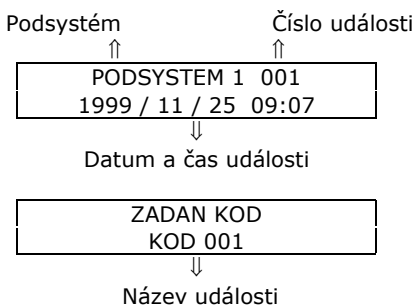 Podsystém Číslo události
⇑ ⇑
PODSYSTEM 1 001
1999 / 11 / 25 09:07
⇓
Datum a čas události
ZADAN KOD
KOD 001
⇓
Název události